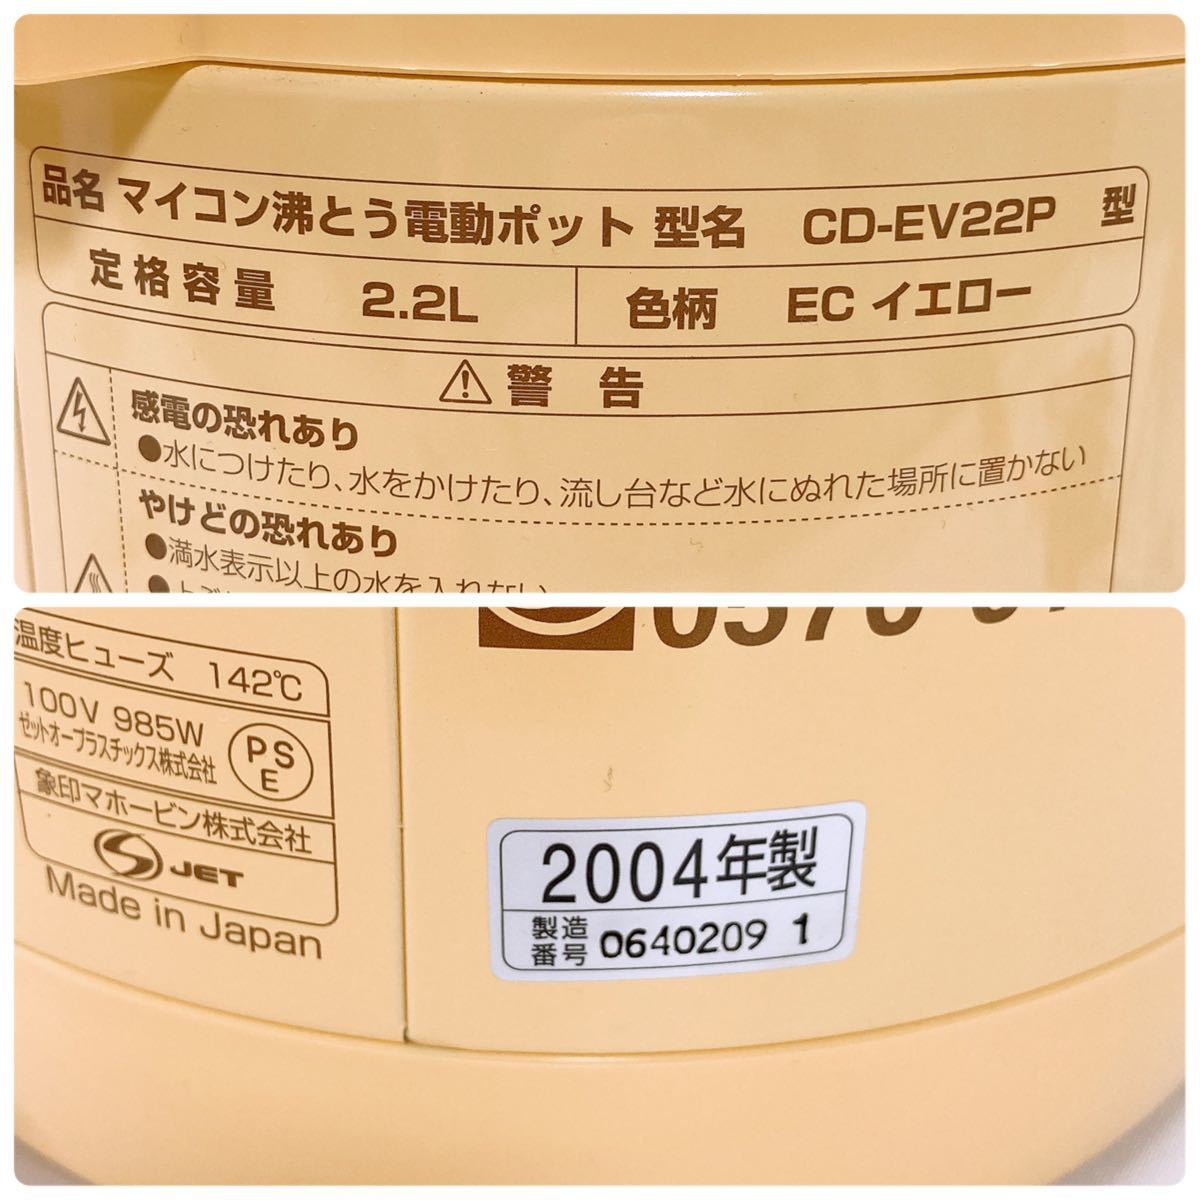 品名 マイコン沸とう電動ポット 型名 CD-EV22P 型
定格容量 2.2L 色柄 EC イエロー
警告
感電の恐れあり
●水につけたり、水をかけたり、流し台など水にぬれた場所に置かない
やけどの恐れあり
●満水表示以上の水を入れない
0570
温度ヒューズ 142℃
100V 985W
ゼットオープラスチックス株式会社
PS
E
象印マホービン株式会社
JET
Made in Japan
2004年製
製造番号 0640209 1